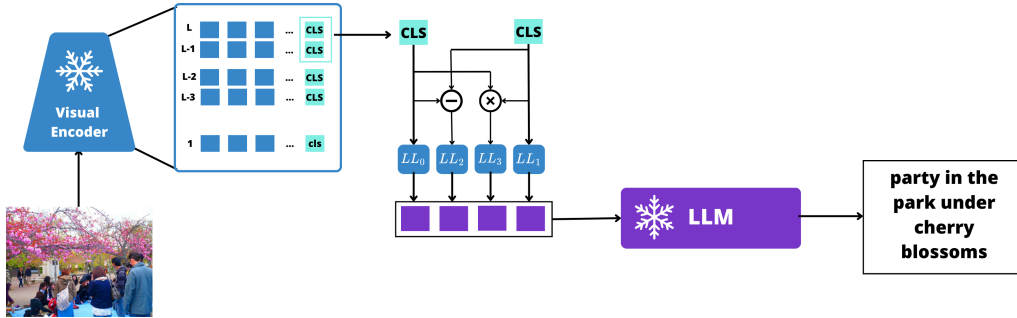 Visual
Encoder
L ... CLS
L-1 ... CLS
L-2 ... CLS
L-3 ... CLS
1 ... cls
CLS CLS
− ×
LL₀ LL₂ LL₃ LL₁
LLM
party in the
park under
cherry
blossoms